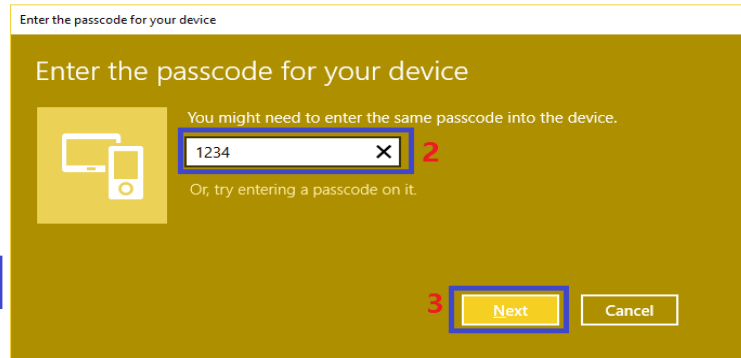 Enter the passcode for your device
Enter the passcode for your device
You might need to enter the same passcode into the device.
1234 2
Or, try entering a passcode on it.
3 Next Cancel